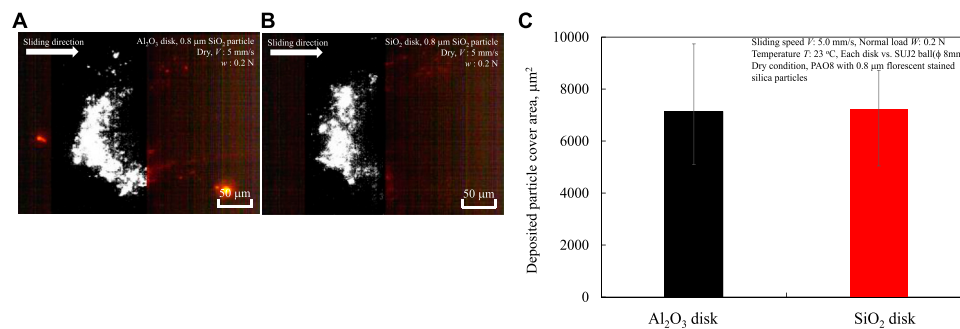 A
Sliding direction
Al₂O₃ disk, 0.8 μm SiO₂ particle
Dry, V : 5 mm/s
w : 0.2 N
50 μm
B
Sliding direction
SiO₂ disk, 0.8 μm SiO₂ particle
Dry, V : 5 mm/s
w : 0.2 N
50 μm
C
Deposited particle cover area, μm²
10000
8000
6000
4000
2000
0
Sliding speed V: 5.0 mm/s, Normal load W: 0.2 N
Temperature T: 23 °C, Each disk vs. SUJ2 ball(ϕ 8mm
Dry condition, PAO8 with 0.8 μm florescent stained
silica particles
Al₂O₃ disk
SiO₂ disk